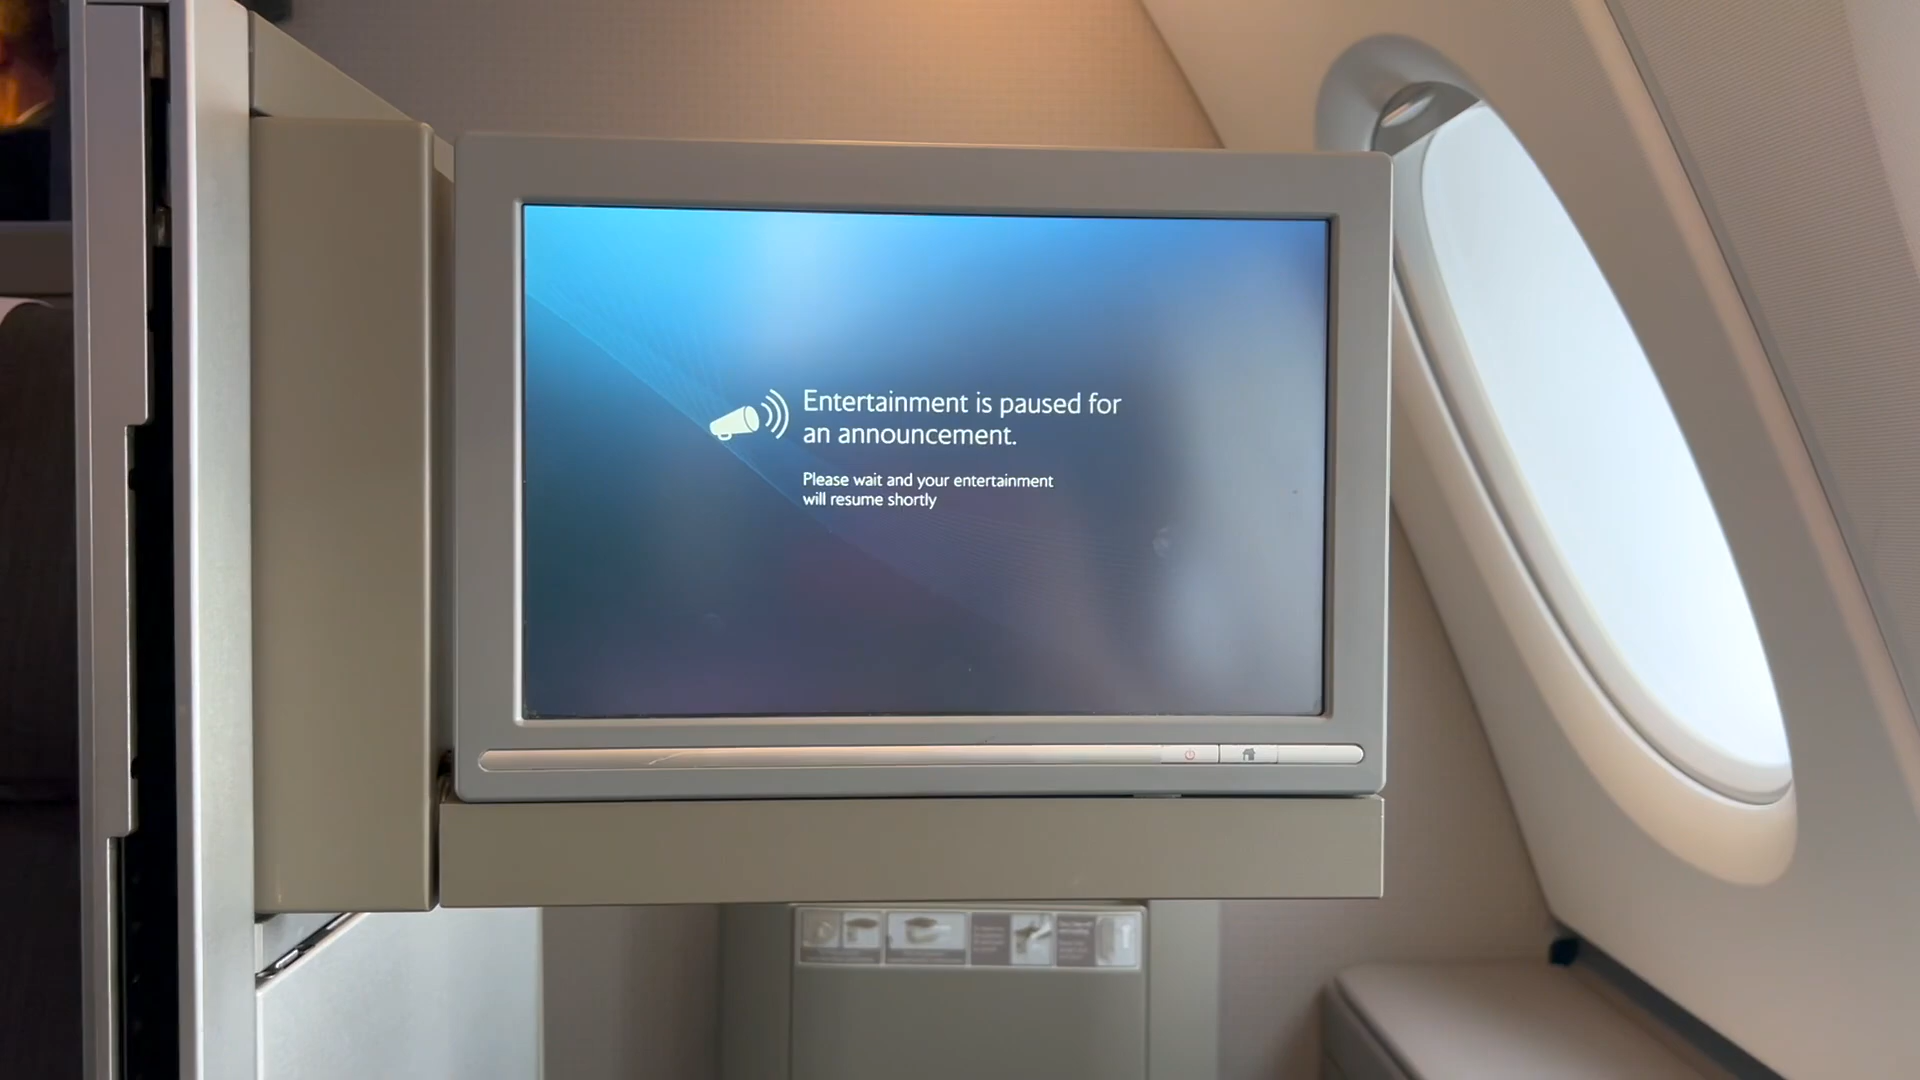 Entertainment is paused for
an announcement.
Please wait and your entertainment
will resume shortly